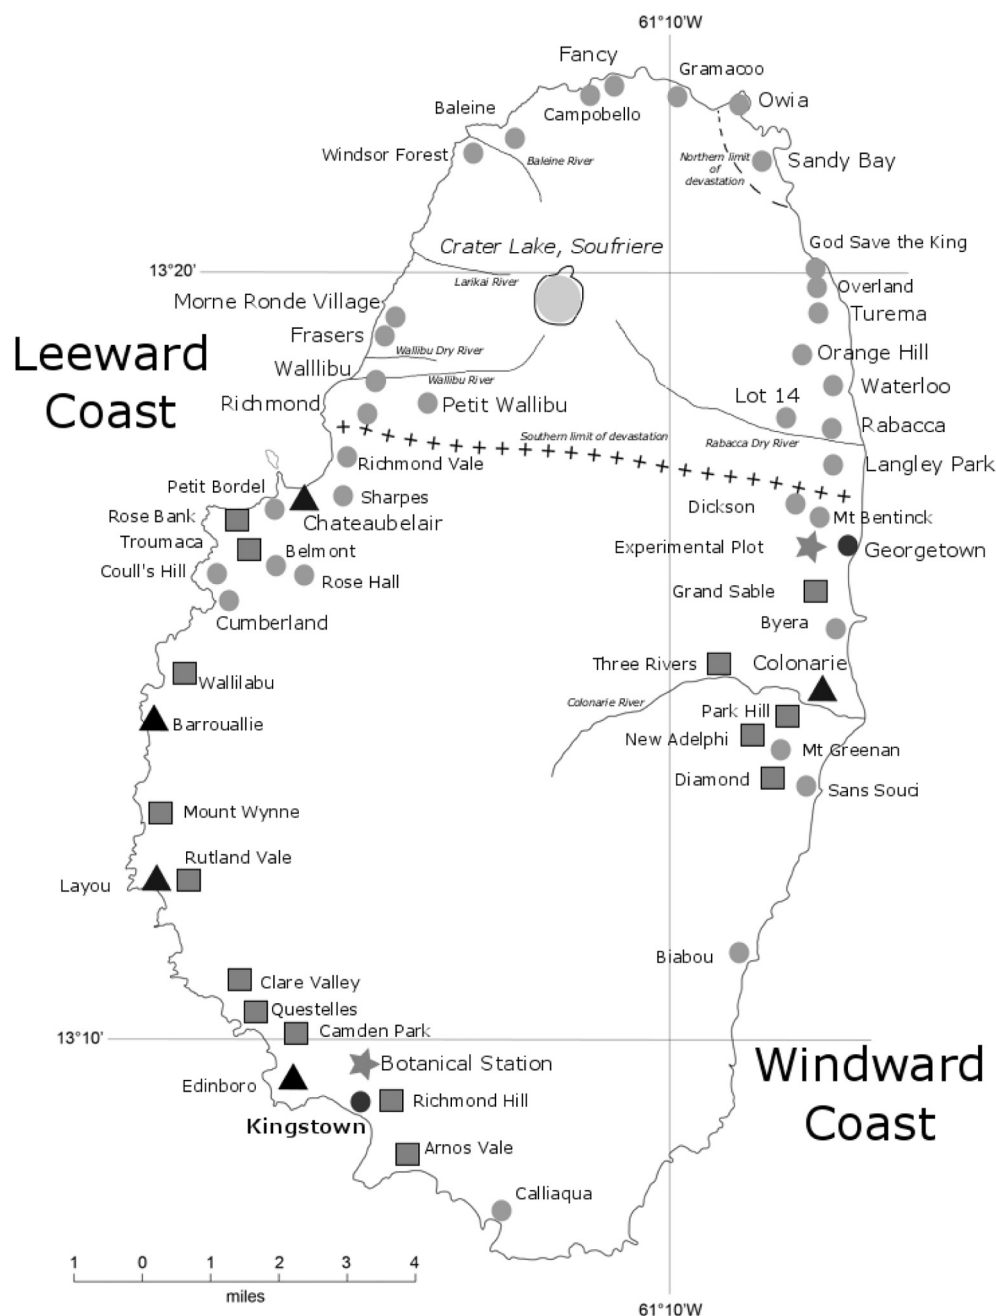 61°10'W
Fancy
Gramacoo
Owia
Campobello
Baleine
Windsor Forest
Baleine River
Northern limit
of
devastation
Sandy Bay
God Save the King
Crater Lake, Soufriere
13°20'
Larikai River
Overland
Morne Ronde Village
Turema
Frasers
Leeward
Coast
Wallibu Dry River
Orange Hill
Walllibu
Wallibu River
Waterloo
Lot 14
Richmond
Petit Wallibu
Rabacca
Southern limit of devastation
Rabacca Dry River
Richmond Vale
Langley Park
Petit Bordel
Sharpes
Dickson
Rose Bank
Chateaubelair
Mt Bentinck
Troumaca
Belmont
Experimental Plot
Georgetown
Coull's Hill
Rose Hall
Grand Sable
Cumberland
Byera
Three Rivers
Colonarie
Wallilabu
Colonarie River
Park Hill
Barrouallie
New Adelphi
Mt Greenan
Diamond
Sans Souci
Mount Wynne
Rutland Vale
Layou
Biabou
Clare Valley
Questelles
Camden Park
13°10'
Botanical Station
Windward
Coast
Edinboro
Richmond Hill
Kingstown
Arnos Vale
Calliaqua
1 0 1 2 3 4
miles
61°10'W